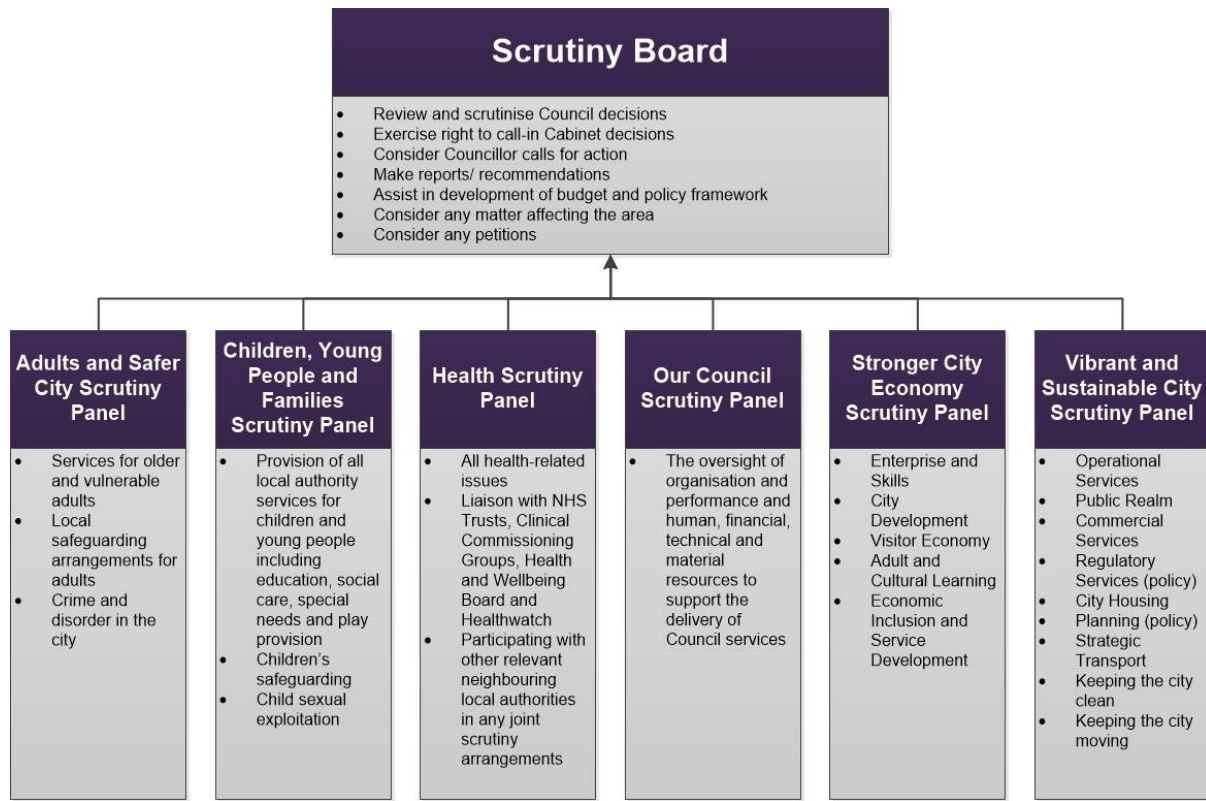 Scrutiny Board
• Review and scrutinise Council decisions
• Exercise right to call-in Cabinet decisions
• Consider Councillor calls for action
• Make reports/ recommendations
• Assist in development of budget and policy framework
• Consider any matter affecting the area
• Consider any petitions
Adults and Safer
City Scrutiny
Panel
• Services for older
and vulnerable
adults
• Local
safeguarding
arrangements for
adults
• Crime and
disorder in the
city
Children, Young
People and
Families
Scrutiny Panel
• Provision of all
local authority
services for
children and
young people
including
education, social
care, special
needs and play
provision
• Children’s
safeguarding
• Child sexual
exploitation
Health Scrutiny
Panel
• All health-related
issues
• Liaison with NHS
Trusts, Clinical
Commissioning
Groups, Health
and Wellbeing
Board and
Healthwatch
• Participating with
other relevant
neighbouring
local authorities
in any joint
scrutiny
arrangements
Our Council
Scrutiny Panel
• The oversight of
organisation and
performance and
human, financial,
technical and
material
resources to
support the
delivery of
Council services
Stronger City
Economy
Scrutiny Panel
• Enterprise and
Skills
• City
Development
• Visitor Economy
• Adult and
Cultural Learning
• Economic
Inclusion and
Service
Development
Vibrant and
Sustainable City
Scrutiny Panel
• Operational
Services
• Public Realm
• Commercial
Services
• Regulatory
Services (policy)
• City Housing
• Planning (policy)
• Strategic
Transport
• Keeping the city
clean
• Keeping the city
moving